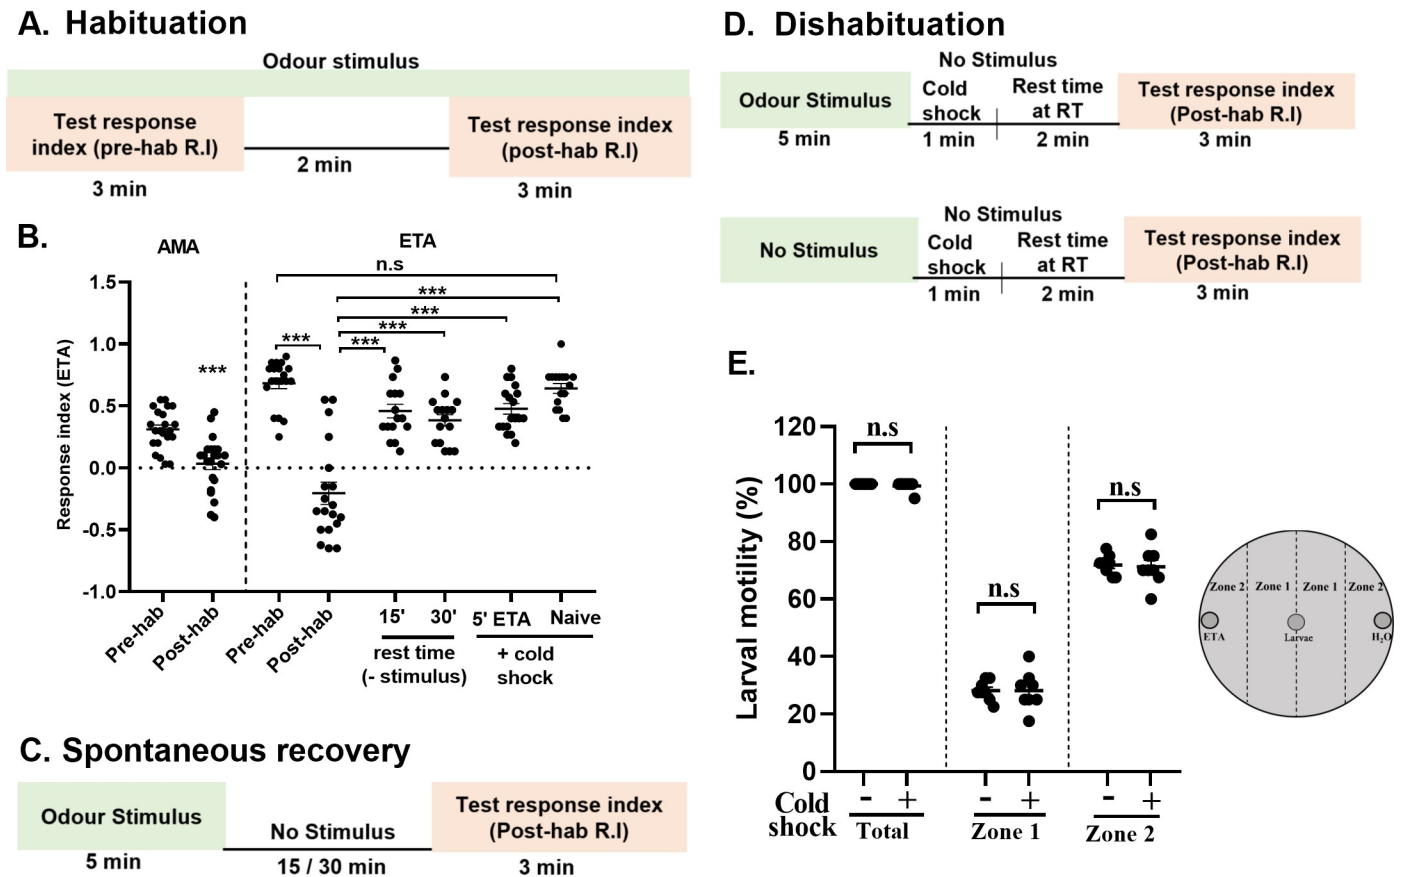 A. Habituation
Odour stimulus
Test response
index (pre-hab R.I)
3 min
2 min
Test response index
(post-hab R.I)
3 min
B.
AMA
ETA
n.s
***
***
***
***
***
***
Response index (ETA)
1.5
1.0
0.5
0.0
-0.5
-1.0
Pre-hab
Post-hab
Pre-hab
Post-hab
15' 30'
rest time
(- stimulus)
5' ETA Naive
+ cold
shock
C. Spontaneous recovery
Odour Stimulus
5 min
No Stimulus
15 / 30 min
Test response index
(Post-hab R.I)
3 min
D. Dishabituation
No Stimulus
Odour Stimulus
5 min
Cold
shock
1 min
Rest time
at RT
2 min
Test response index
(Post-hab R.I)
3 min
No Stimulus
No Stimulus
Cold
shock
1 min
Rest time
at RT
2 min
Test response index
(Post-hab R.I)
3 min
E.
Larval motility (%)
120
100
80
60
40
20
0
n.s
n.s
n.s
Cold
shock
- +
Total
- +
Zone 1
- +
Zone 2
Zone 2 Zone 1 Zone 1 Zone 2
ETA
Larvae
H₂O